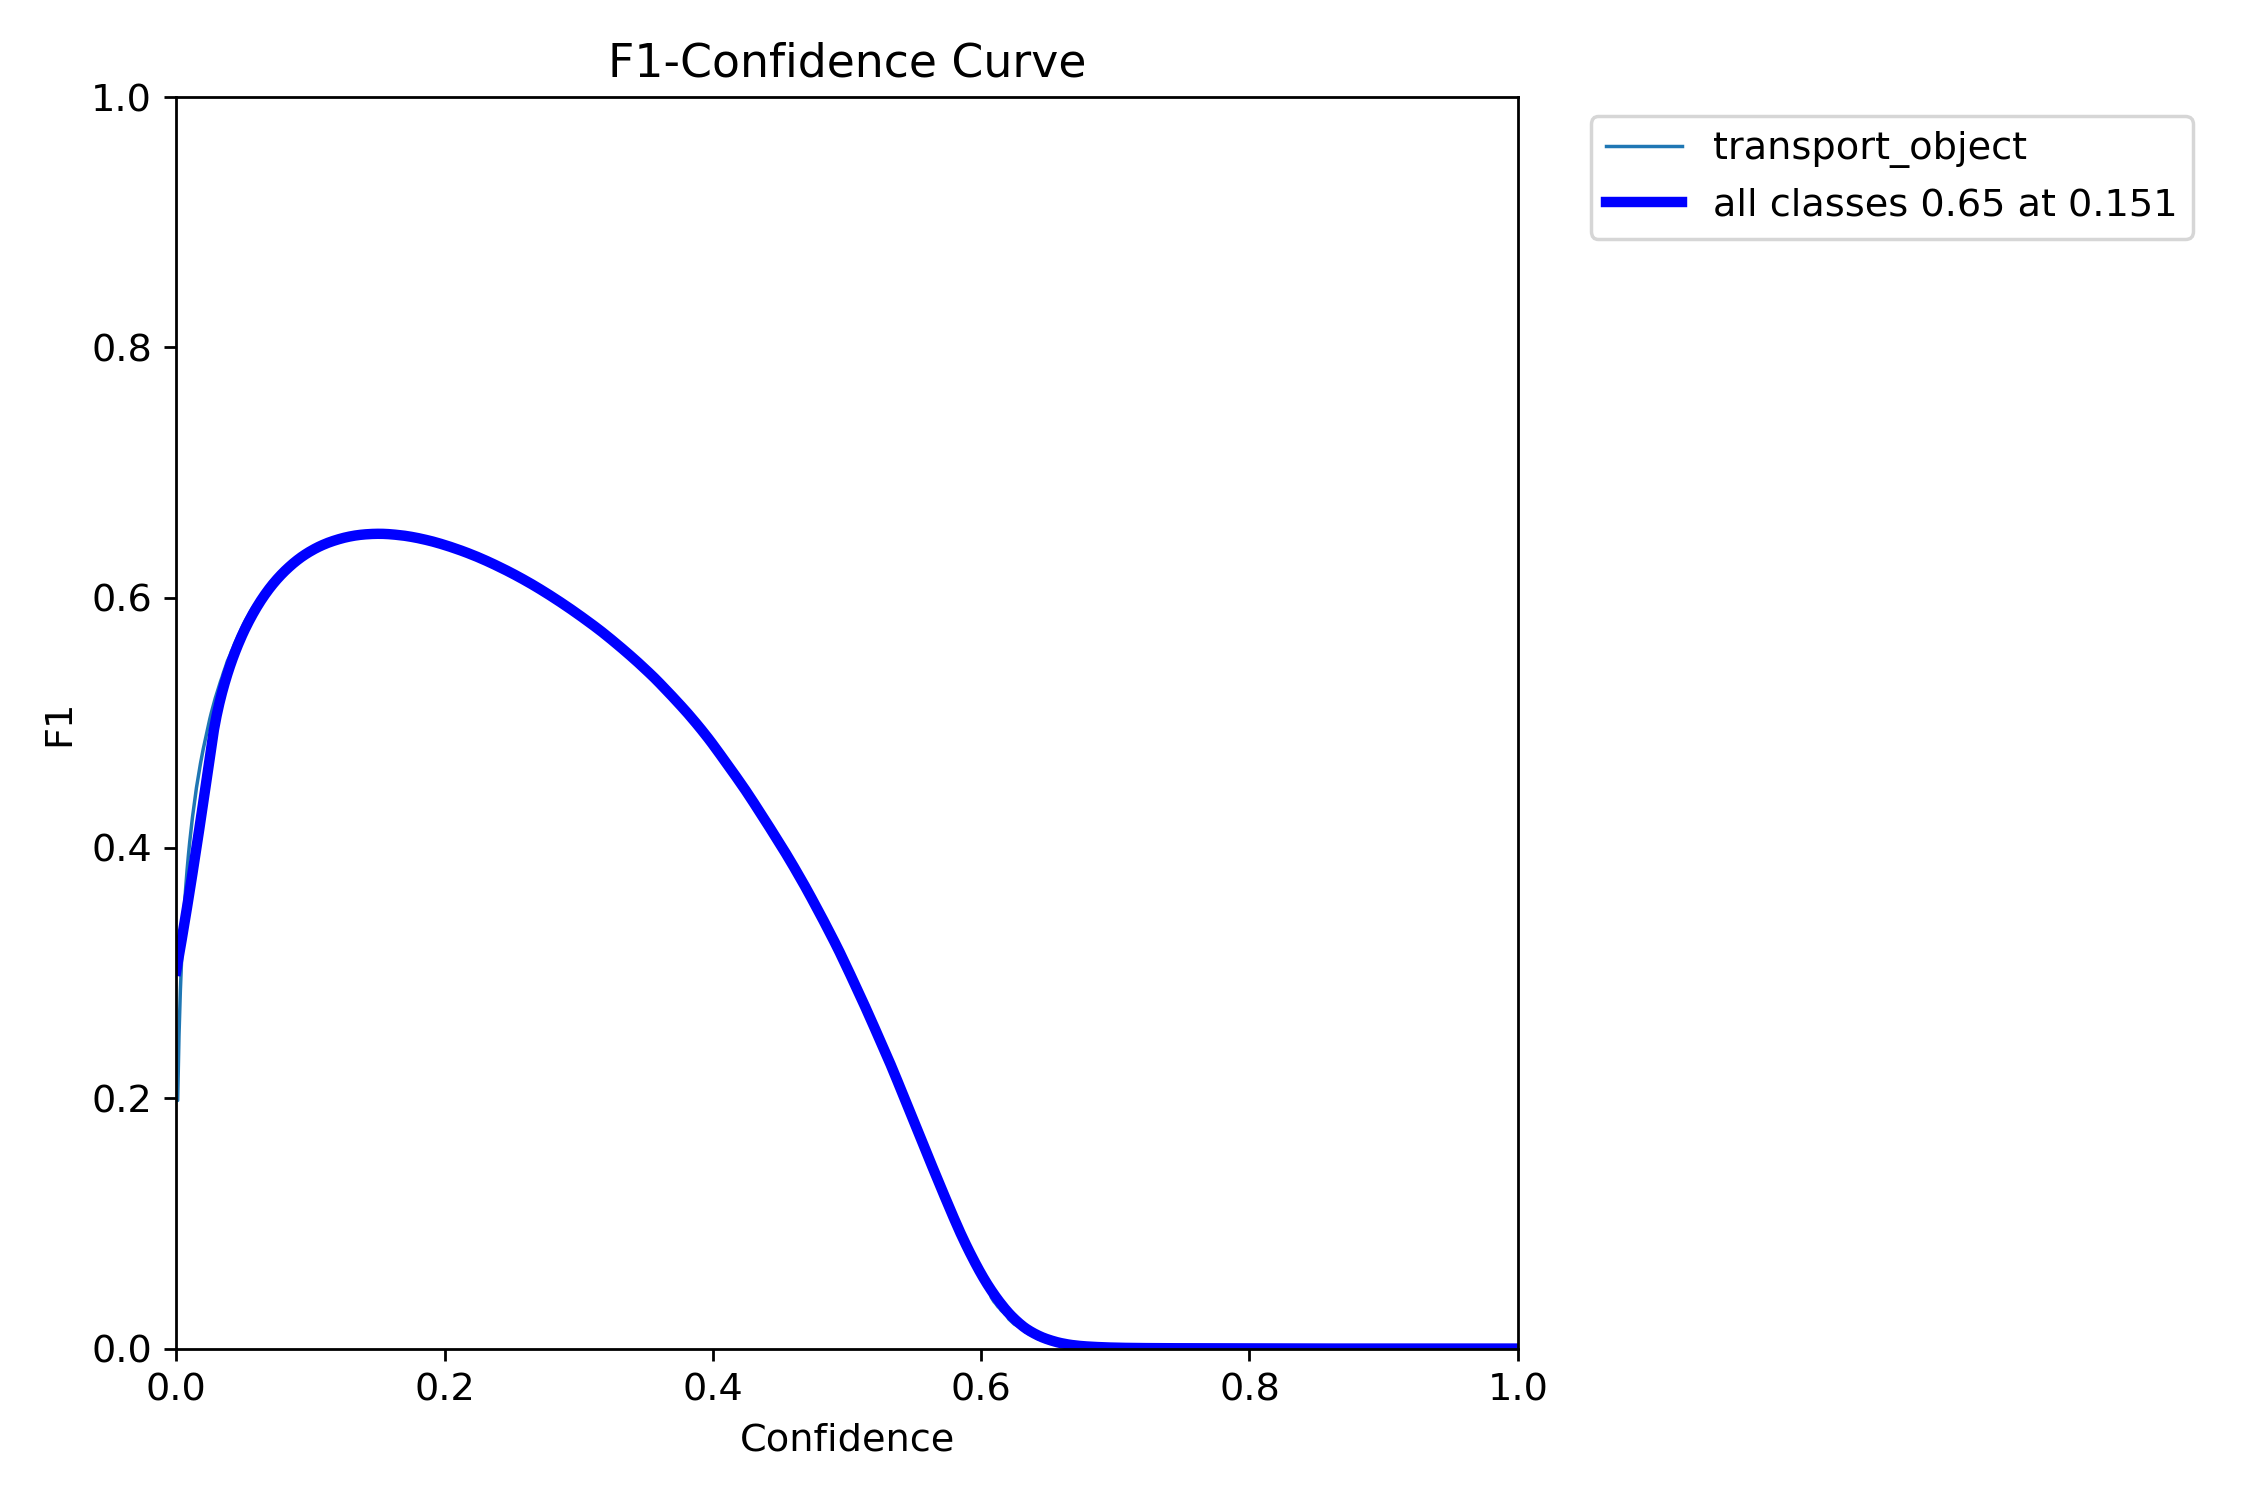 F1-Confidence Curve
1.0
0.8
0.6
0.4
0.2
0.0
F1
0.0 0.2 0.4 0.6 0.8 1.0
Confidence
transport_object
all classes 0.65 at 0.151